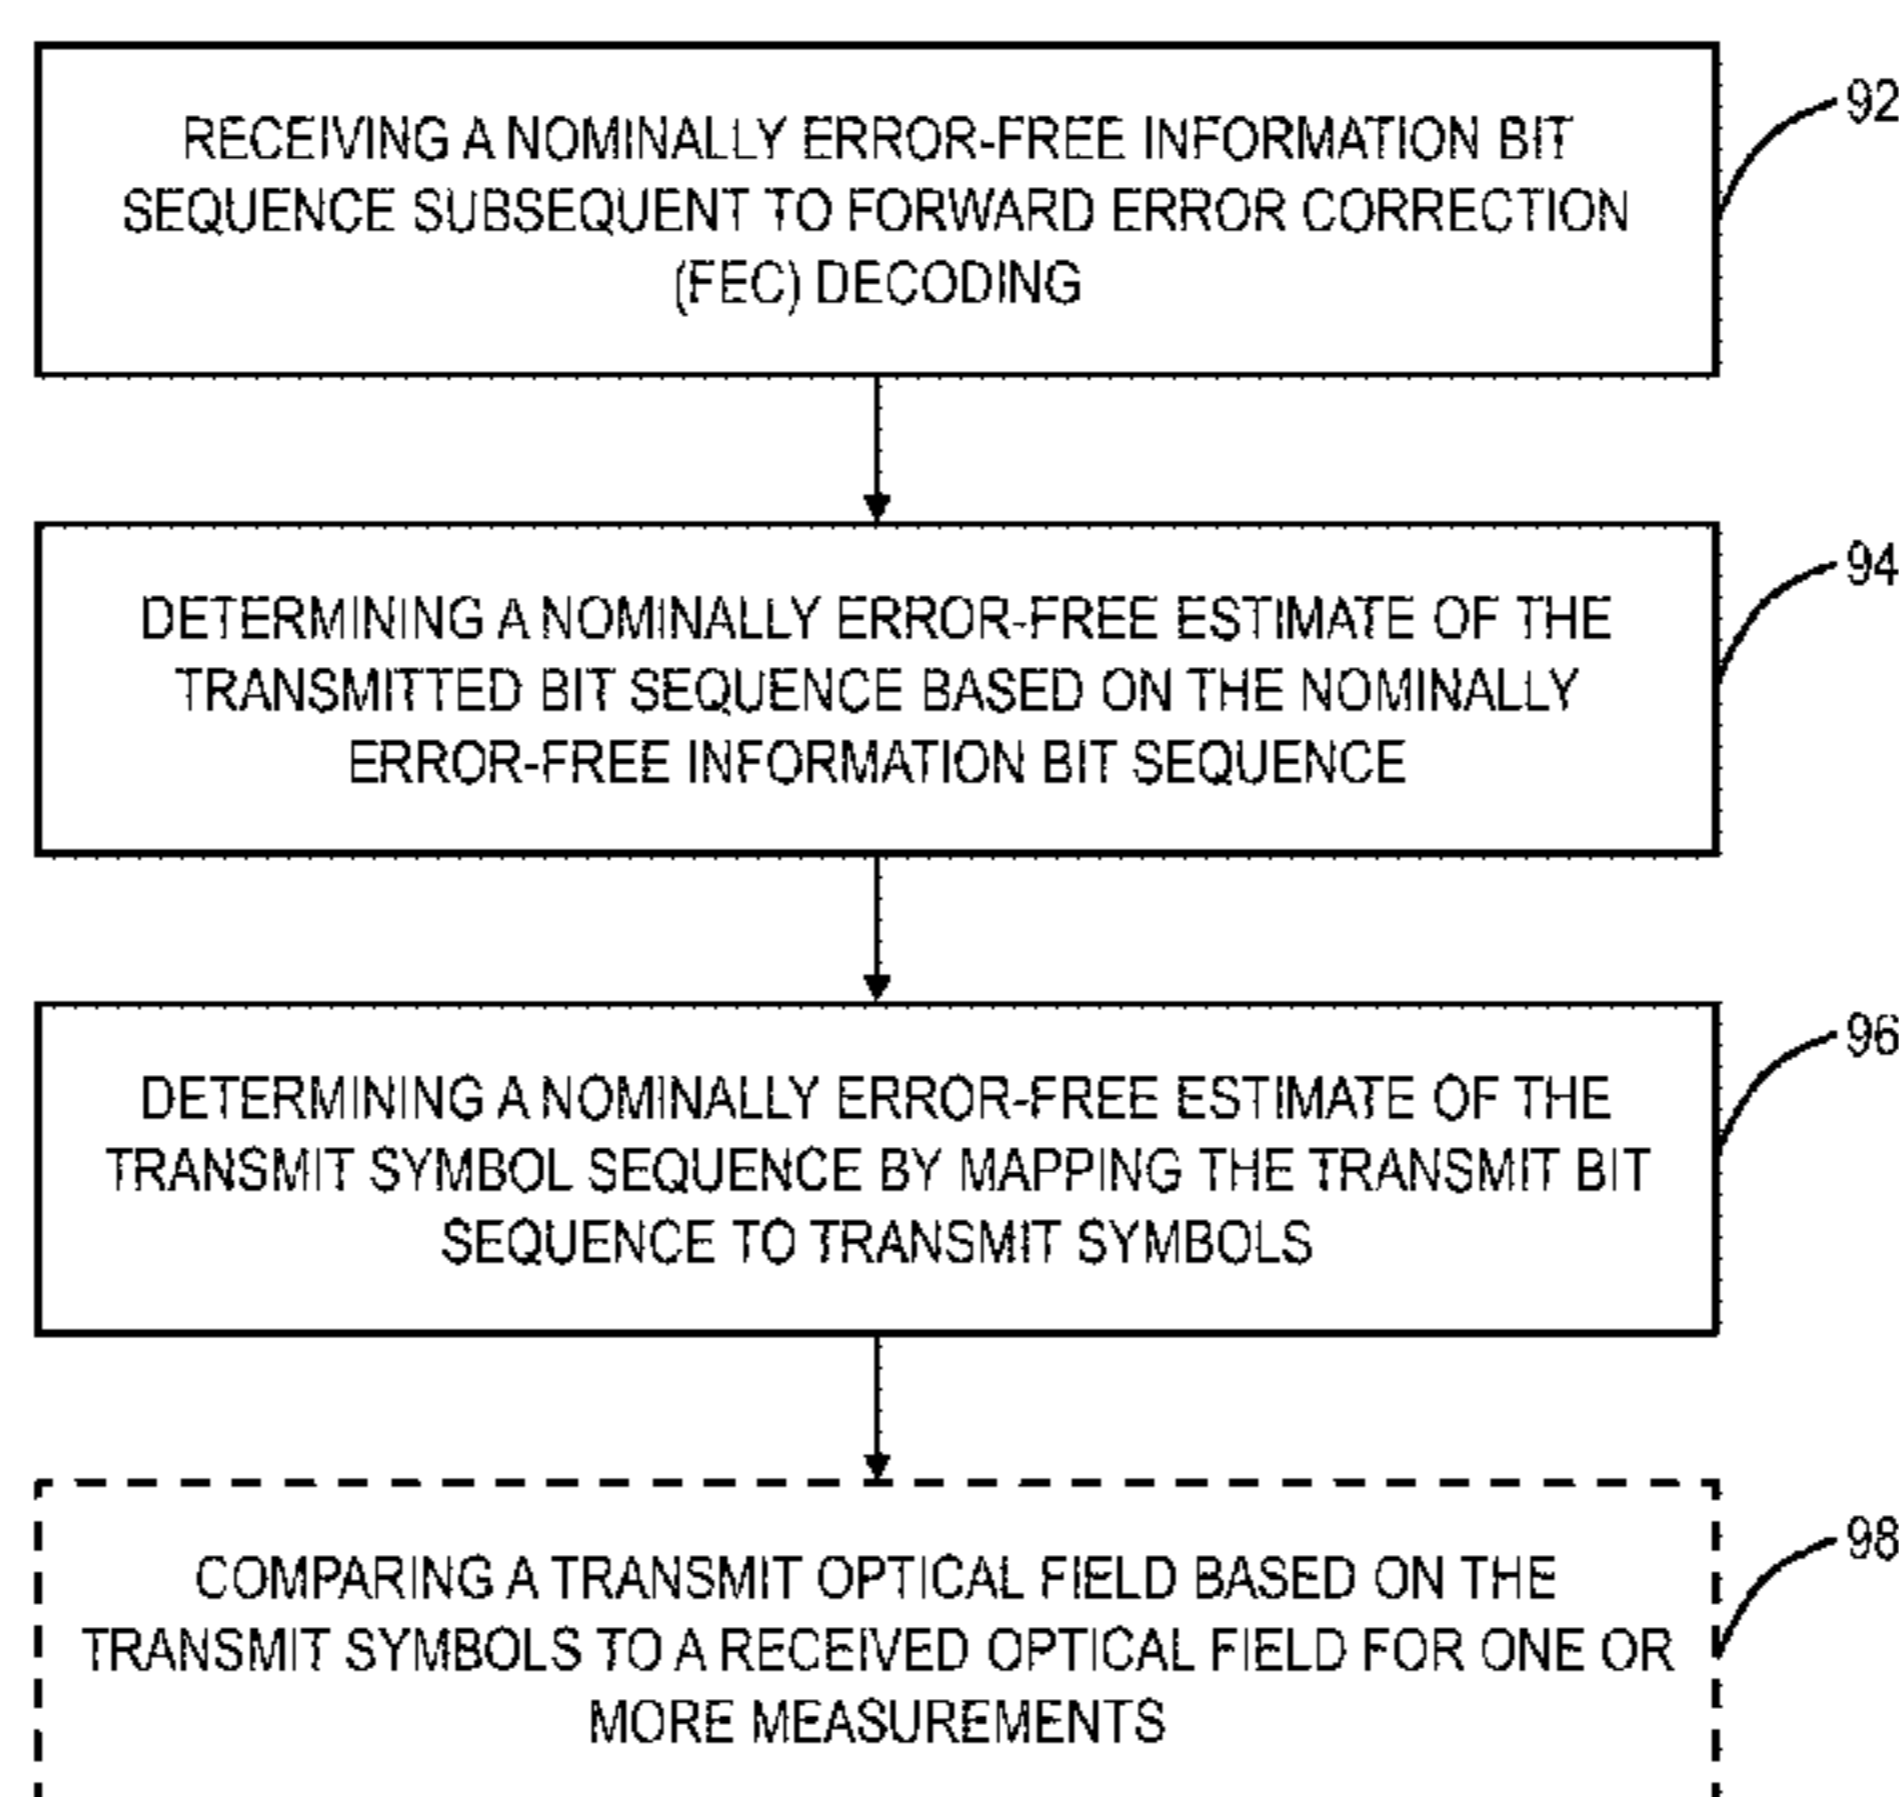 RECEIVING A NOMINALLY ERROR-FREE INFORMATION BIT
SEQUENCE SUBSEQUENT TO FORWARD ERROR CORRECTION
(FEC) DECODING
92
DETERMINING A NOMINALLY ERROR-FREE ESTIMATE OF THE
TRANSMITTED BIT SEQUENCE BASED ON THE NOMINALLY
ERROR-FREE INFORMATION BIT SEQUENCE
94
DETERMINING A NOMINALLY ERROR-FREE ESTIMATE OF THE
TRANSMIT SYMBOL SEQUENCE BY MAPPING THE TRANSMIT BIT
SEQUENCE TO TRANSMIT SYMBOLS
96
COMPARING A TRANSMIT OPTICAL FIELD BASED ON THE
TRANSMIT SYMBOLS TO A RECEIVED OPTICAL FIELD FOR ONE OR
MORE MEASUREMENTS
98